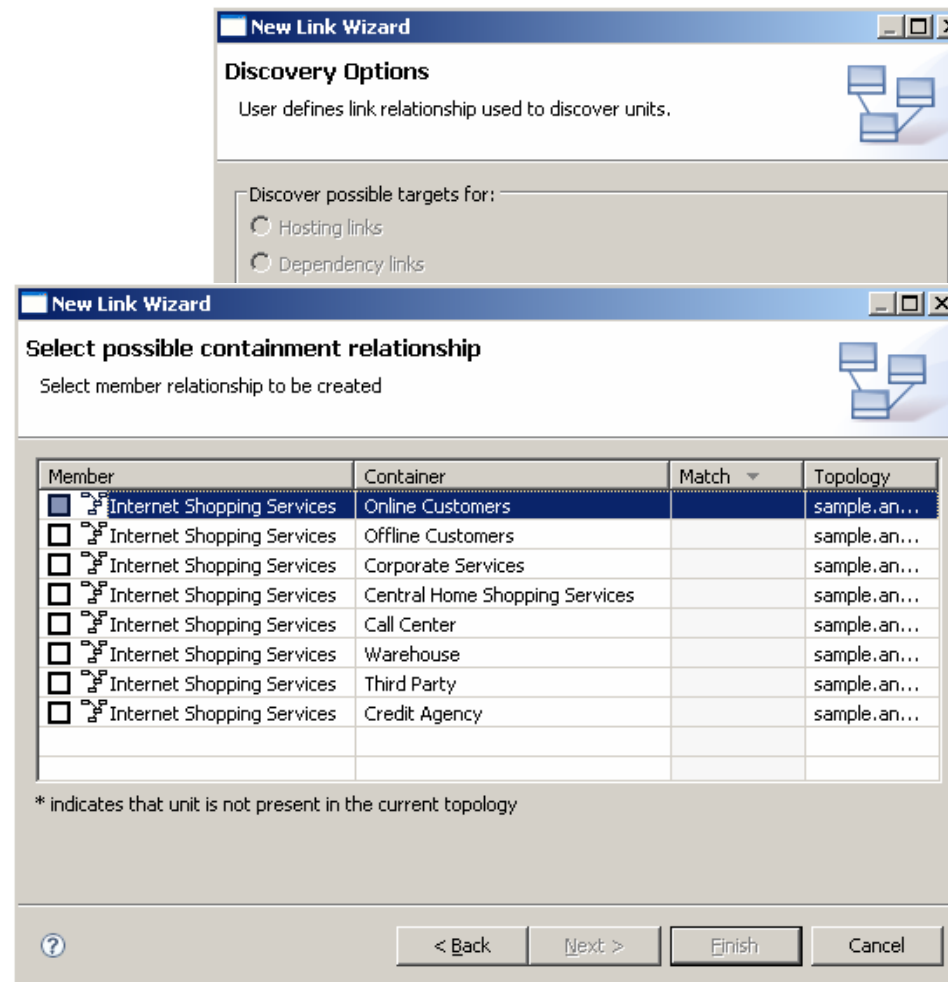 New Link Wizard
Discovery Options
User defines link relationship used to discover units.
Discover possible targets for:
Hosting links
Dependency links
New Link Wizard
Select possible containment relationship
Select member relationship to be created
Member Container Match Topology
Internet Shopping Services Online Customers sample.an...
Internet Shopping Services Offline Customers sample.an...
Internet Shopping Services Corporate Services sample.an...
Internet Shopping Services Central Home Shopping Services sample.an...
Internet Shopping Services Call Center sample.an...
Internet Shopping Services Warehouse sample.an...
Internet Shopping Services Third Party sample.an...
Internet Shopping Services Credit Agency sample.an...
* indicates that unit is not present in the current topology
? < Back Next > Finish Cancel